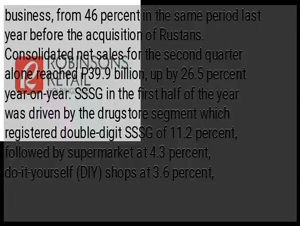 business, from 46 percent in the same period last
year before the acquisition of Rustans.
Consolidated net sales for the second quarter
alone reached P39.9 billion, up by 26.5 percent
year-on-year. SSSG in the first half of the year
was driven by the drugstore segment which
registered double-digit SSSG of 11.2 percent,
followed by supermarket at 4.3 percent,
do-it-yourself (DIY) shops at 3.6 percent,
ROBINSONS
RETAIL